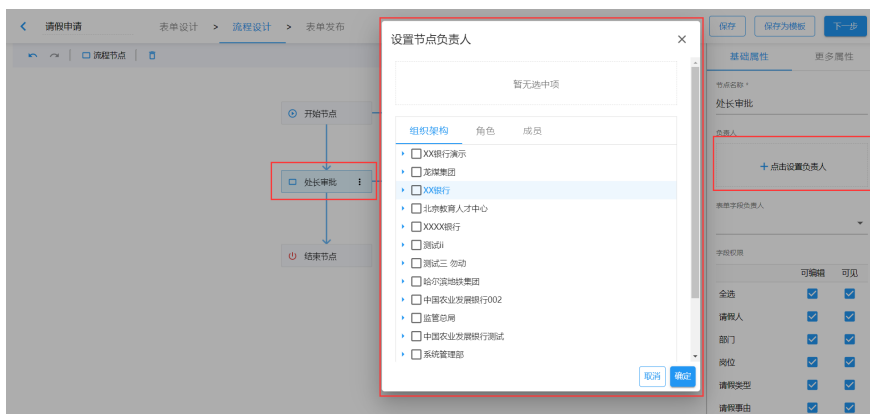 请假申请
表单设计 > 流程设计 > 表单发布
保存
保存为模板
下一步
流程节点
开始节点
处长审批
结束节点
设置节点负责人
暂无选中项
组织架构 角色 成员
XX银行演示
龙煤集团
XX银行
北京教育人才中心
XXXX银行
测试ii
测试三 勿动
哈尔滨地铁集团
中国农业发展银行002
监管总局
中国农业发展银行测试
系统管理部
取消 确定
基础属性 更多属性
节点名称 *
处长审批
负责人
+ 点击设置负责人
表单字段负责人
字段权限
可编辑 可见
全选
请假人
部门
岗位
请假类型
请假事由